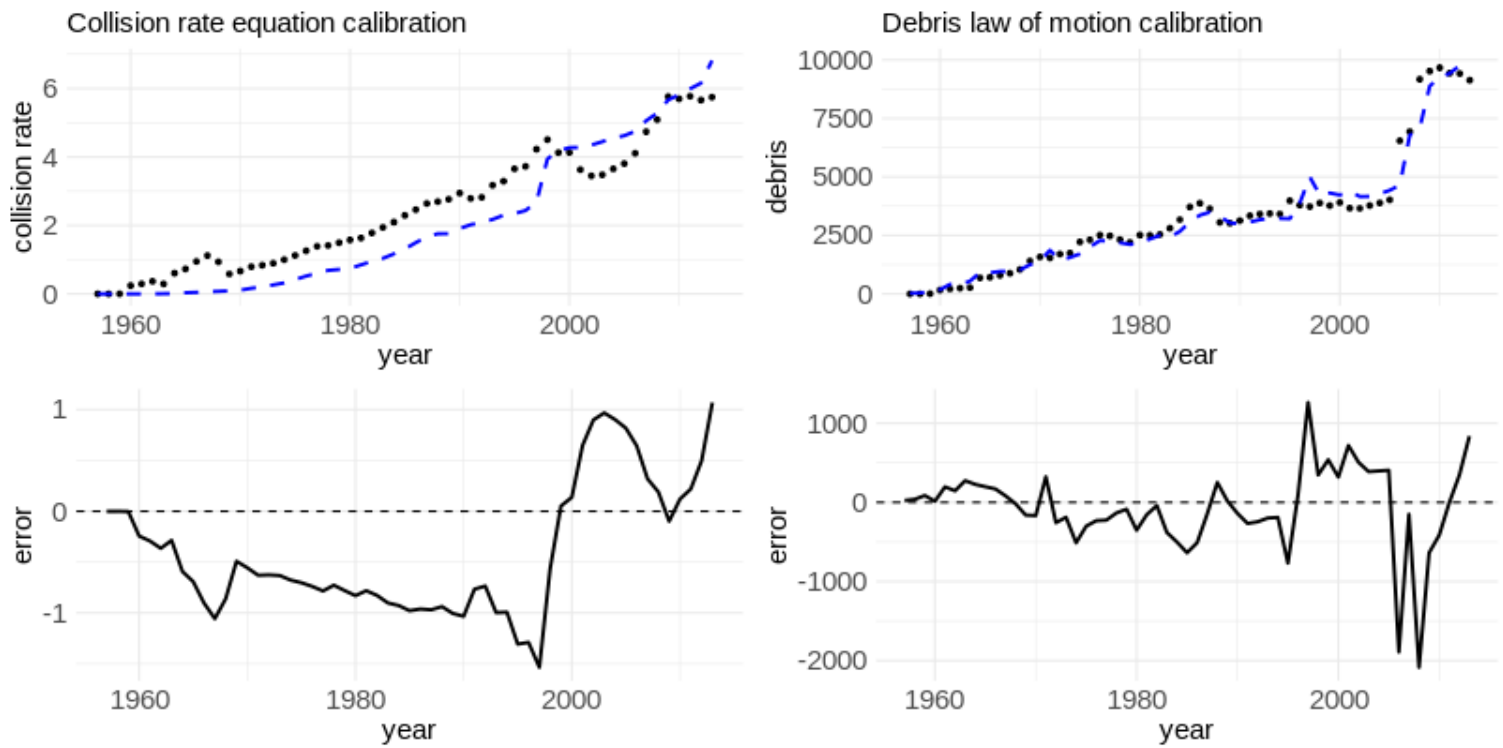 Collision rate equation calibration
collision rate
6
4
2
0
1960 1980 2000
year
Debris law of motion calibration
debris
10000
7500
5000
2500
0
1960 1980 2000
year
error
1
0
-1
1960 1980 2000
year
error
1000
0
-1000
-2000
1960 1980 2000
year